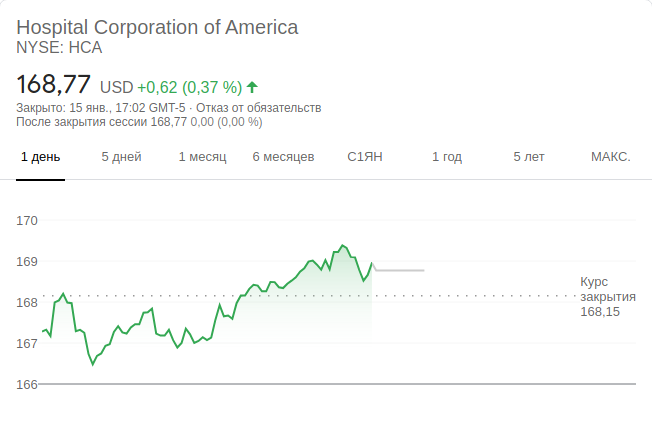 Hospital Corporation of America
NYSE: HCA
168,77 USD +0,62 (0,37 %)
Закрыто: 15 янв., 17:02 GMT-5 · Отказ от обязательств
После закрытия сессии 168,77 0,00 (0,00 %)
1 день 5 дней 1 месяц 6 месяцев С1ЯН 1 год 5 лет МАКС.
170
169
168
167
166
Курс
закрытия
168,15